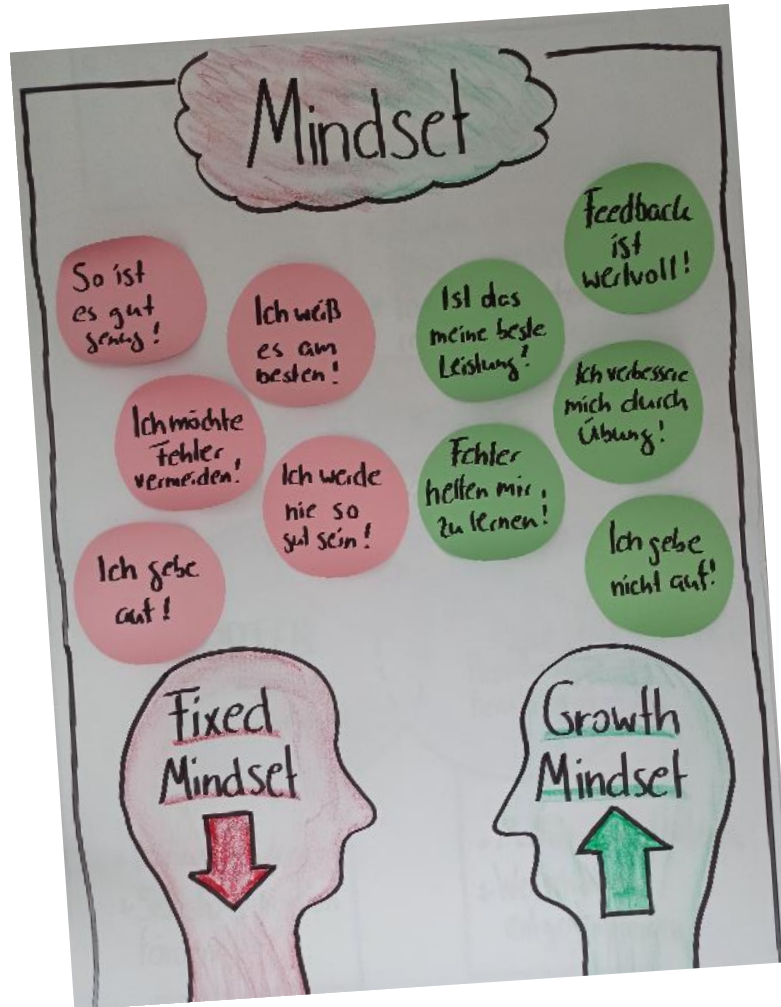 Mindset
So ist
es gut
genug!
Ich weiß
es am
besten!
Ich möchte
Fehler
vermeiden!
Ich werde
nie so
gut sein!
Ich gebe
auf!
Feedback
ist
wertvoll!
Ist das
meine beste
Leistung?
Ich verbessere
mich durch
Übung!
Fehler
helfen mir,
zu lernen!
Ich gebe
nicht auf!
Fixed
Mindset
Growth
Mindset